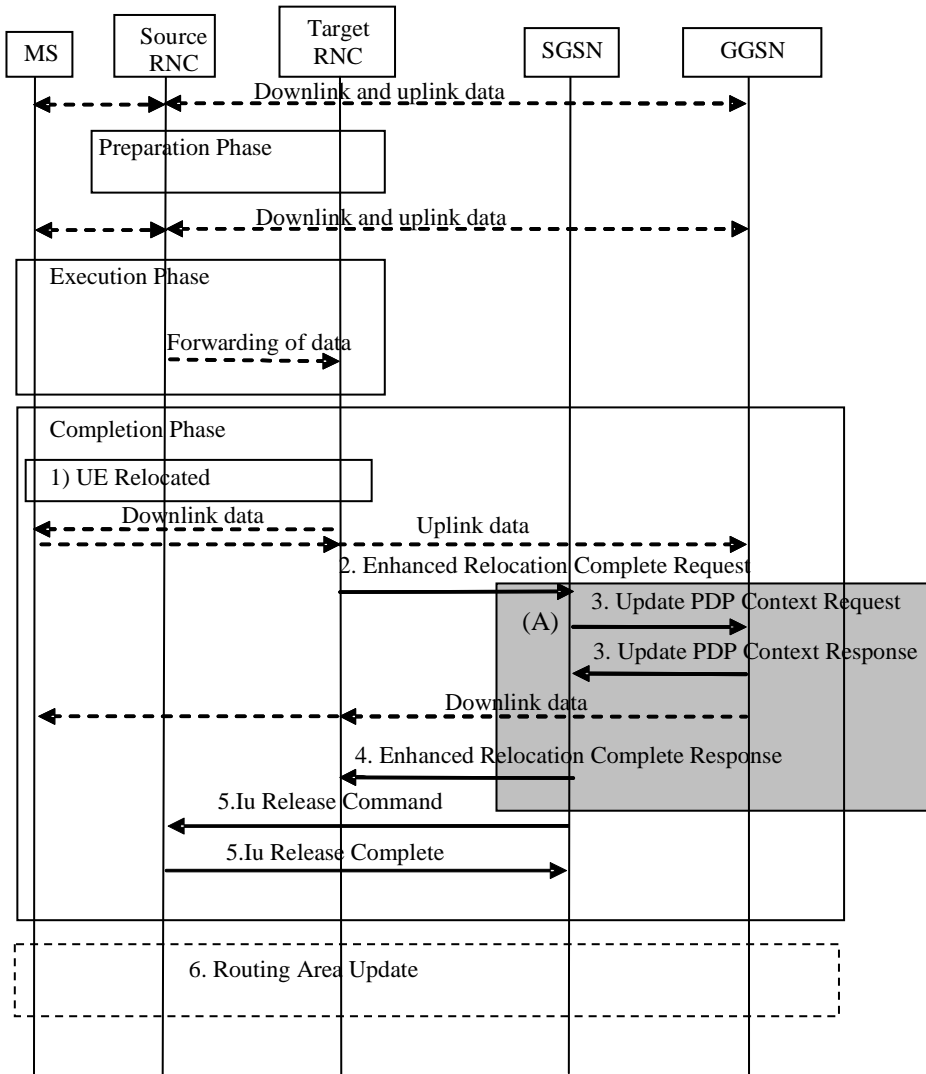 MS
Source
RNC
Target
RNC
SGSN
GGSN
Downlink and uplink data
Preparation Phase
Downlink and uplink data
Execution Phase
Forwarding of data
Completion Phase
1) UE Relocated
Downlink data
Uplink data
2. Enhanced Relocation Complete Request
(A)
3. Update PDP Context Request
3. Update PDP Context Response
Downlink data
4. Enhanced Relocation Complete Response
5.Iu Release Command
5.Iu Release Complete
6. Routing Area Update